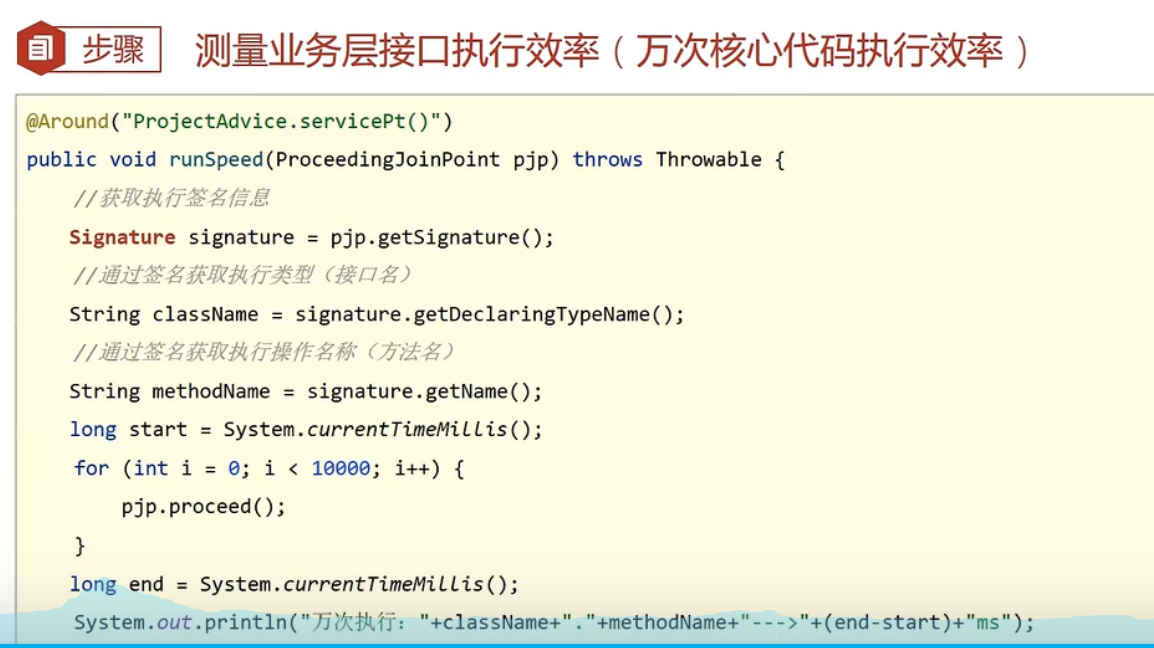 步骤 测量业务层接口执行效率（万次核心代码执行效率）
@Around("ProjectAdvice.servicePt()")
public void runSpeed(ProceedingJoinPoint pjp) throws Throwable {
//获取执行签名信息
Signature signature = pjp.getSignature();
//通过签名获取执行类型（接口名）
String className = signature.getDeclaringTypeName();
//通过签名获取执行操作名称（方法名）
String methodName = signature.getName();
long start = System.currentTimeMillis();
for (int i = 0; i < 10000; i++) {
pjp.proceed();
}
long end = System.currentTimeMillis();
System.out.println("万次执行："+className+"."+methodName+"--->"+(end-start)+"ms");